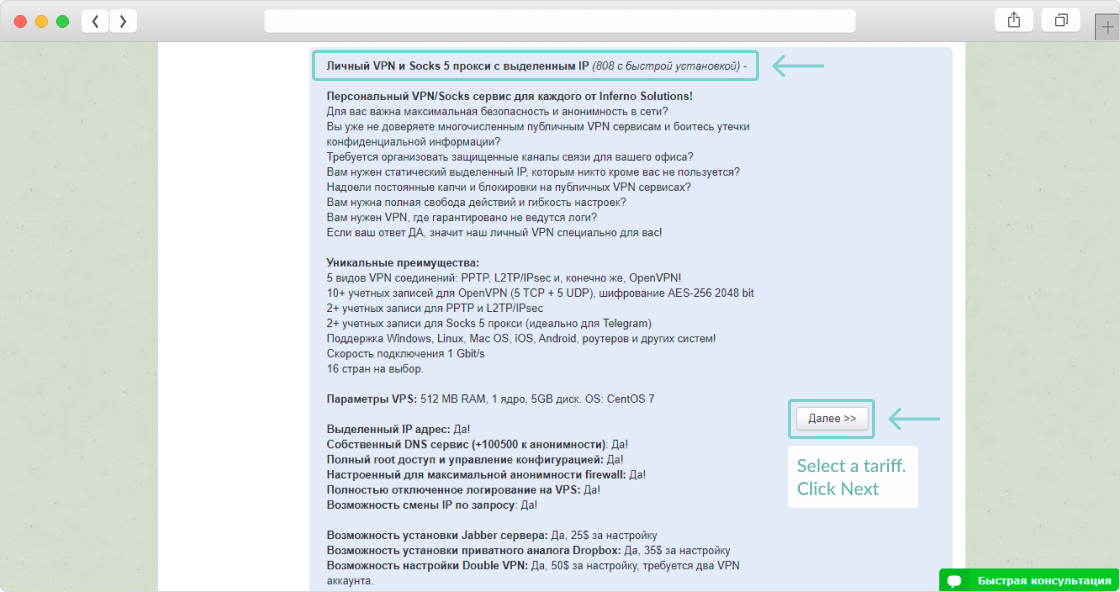 Личный VPN и Socks 5 прокси с выделенным IP (808 с быстрой установкой) -
Персональный VPN/Socks сервис для каждого от Inferno Solutions!
Для вас важна максимальная безопасность и анонимность в сети?
Вы уже не доверяете многочисленным публичным VPN сервисам и боитесь утечки
конфиденциальной информации?
Требуется организовать защищенные каналы связи для вашего офиса?
Вам нужен статический выделенный IP, которым никто кроме вас не пользуется?
Надоели постоянные капчи и блокировки на публичных VPN сервисах?
Вам нужна полная свобода действий и гибкость настроек?
Вам нужен VPN, где гарантировано не ведутся логи?
Если ваш ответ ДА, значит наш личный VPN специально для вас!
Уникальные преимущества:
5 видов VPN соединений: PPTP, L2TP/IPsec и, конечно же, OpenVPN!
10+ учетных записей для OpenVPN (5 TCP + 5 UDP), шифрование AES-256 2048 bit
2+ учетных записи для PPTP и L2TP/IPsec
2+ учетных записи для Socks 5 прокси (идеально для Telegram)
Поддержка Windows, Linux, Mac OS, iOS, Android, роутеров и других систем!
Скорость подключения 1 Gbit/s
16 стран на выбор.
Параметры VPS: 512 MB RAM, 1 ядро, 5GB диск. OS: CentOS 7
Далее >>
Выделенный IP адрес: Да!
Собственный DNS сервис (+100500 к анонимности): Да!
Полный root доступ и управление конфигурацией: Да!
Настроенный для максимальной анонимности firewall: Да!
Полностью отключенное логирование на VPS: Да!
Возможность смены IP по запросу: Да!
Select a tariff.
Click Next
Возможность установки Jabber сервера: Да, 25$ за настройку
Возможность установки приватного аналога Dropbox: Да, 35$ за настройку
Возможность настройки Double VPN: Да, 50$ за настройку, требуется два VPN
аккаунта.
Быстрая консультация